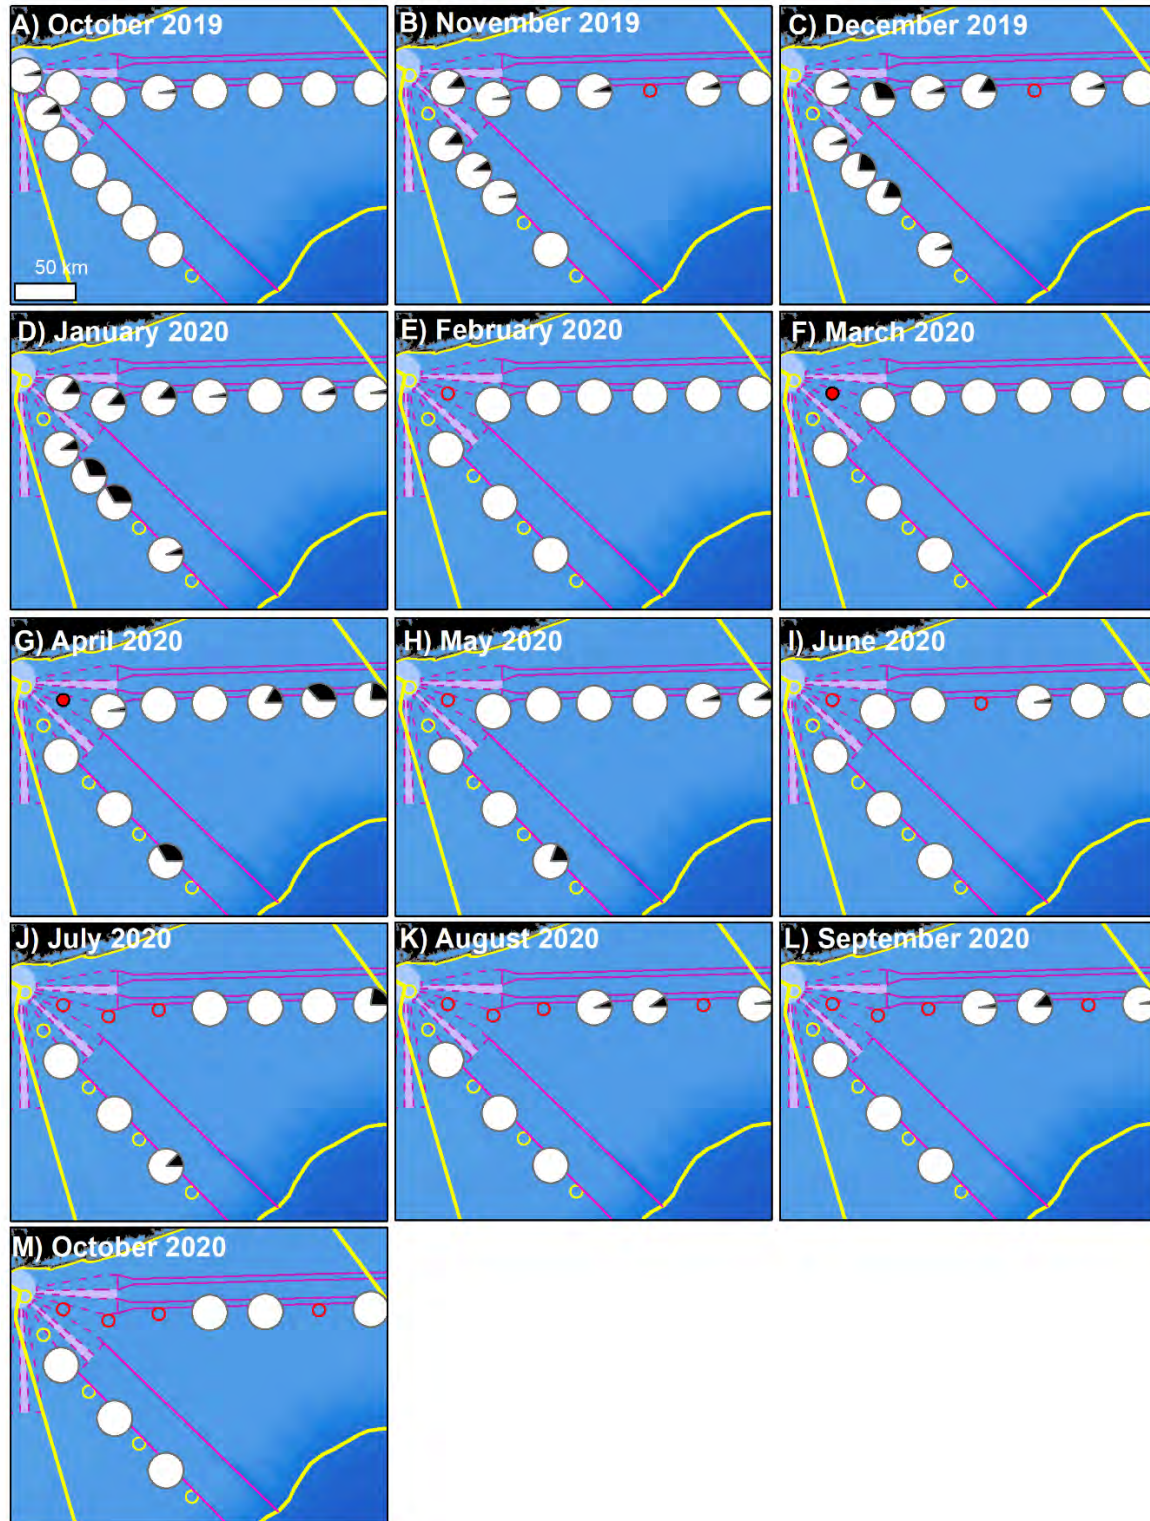 A) October 2019
B) November 2019
C) December 2019
50 km
D) January 2020
E) February 2020
F) March 2020
G) April 2020
H) May 2020
I) June 2020
J) July 2020
K) August 2020
L) September 2020
M) October 2020